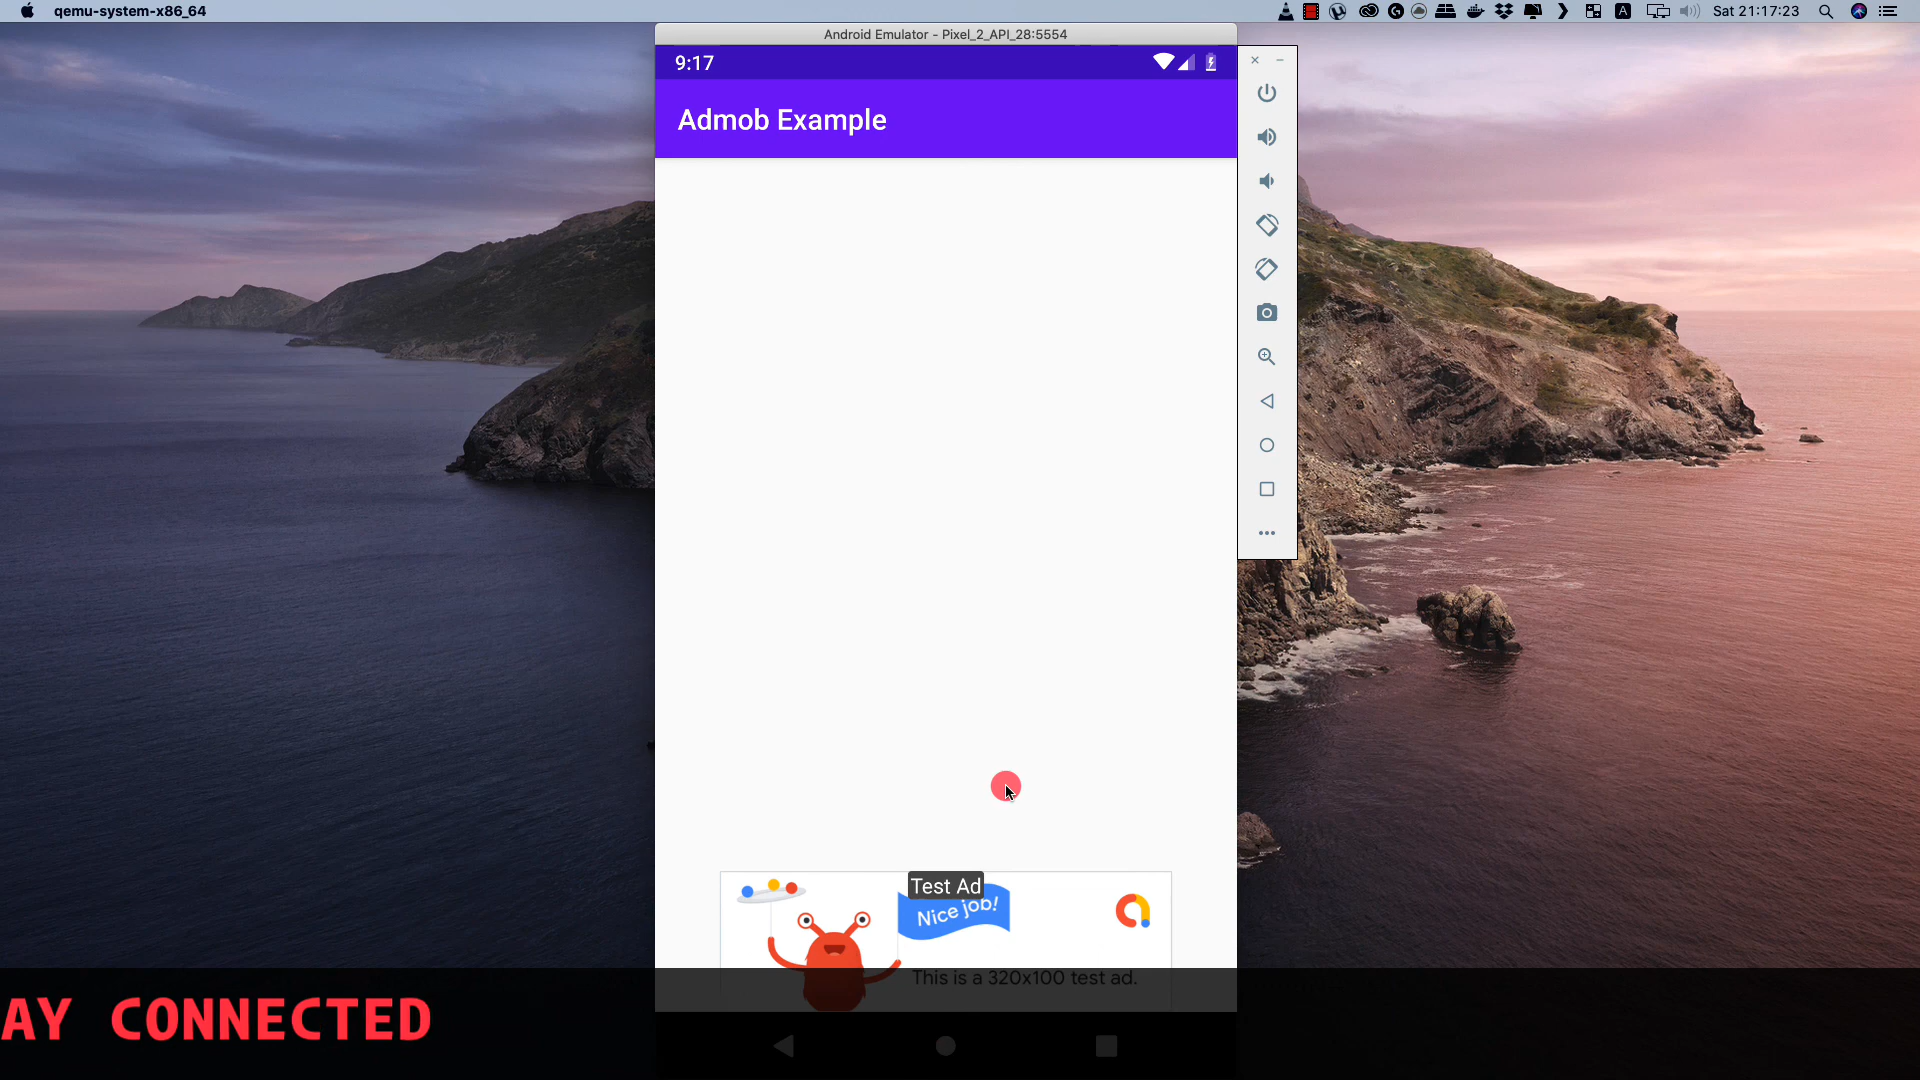 qemu-system-x86_64
Sat 21:17:23
Android Emulator - Pixel_2_API_28:5554
9:17
Admob Example
Test Ad
Nice job!
This is a 320x100 test ad.
AY CONNECTED